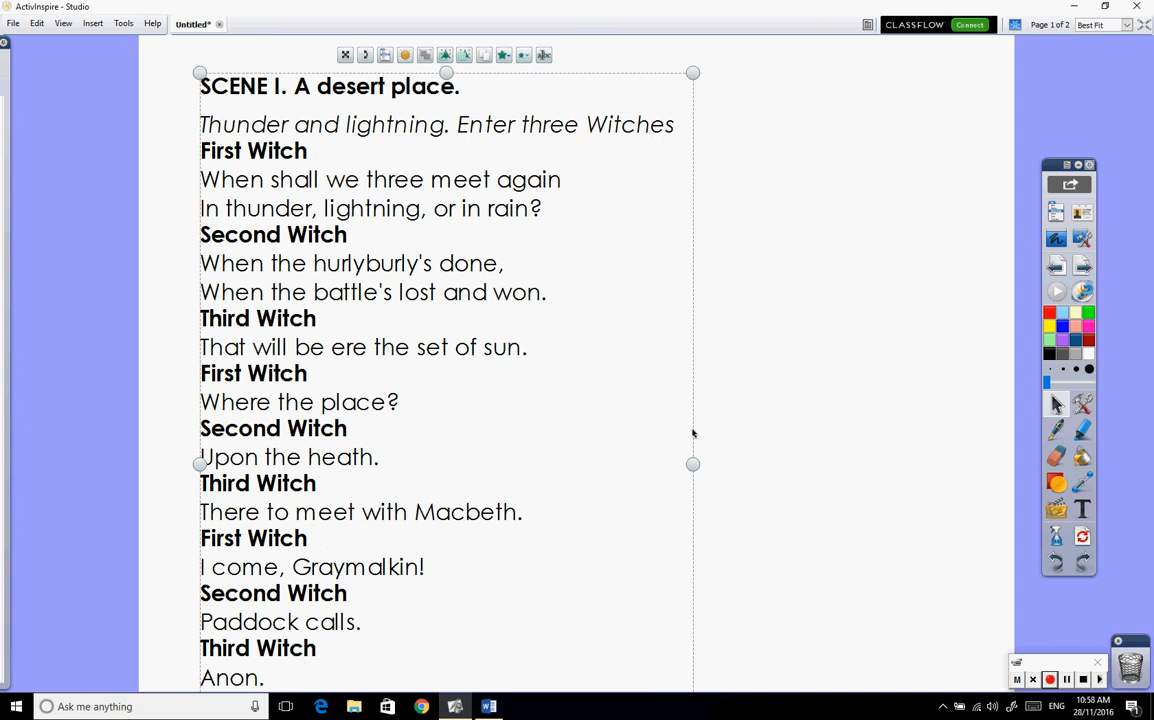 ActivInspire - Studio
File Edit View Insert Tools Help Untitled* CLASSFLOW Connect Page 1 of 2 Best Fit
SCENE I. A desert place.
Thunder and lightning. Enter three Witches
First Witch
When shall we three meet again
In thunder, lightning, or in rain?
Second Witch
When the hurlyburly's done,
When the battle's lost and won.
Third Witch
That will be ere the set of sun.
First Witch
Where the place?
Second Witch
Upon the heath.
Third Witch
There to meet with Macbeth.
First Witch
I come, Graymalkin!
Second Witch
Paddock calls.
Third Witch
Anon.
M
Ask me anything
ENG
10:58 AM
28/11/2016